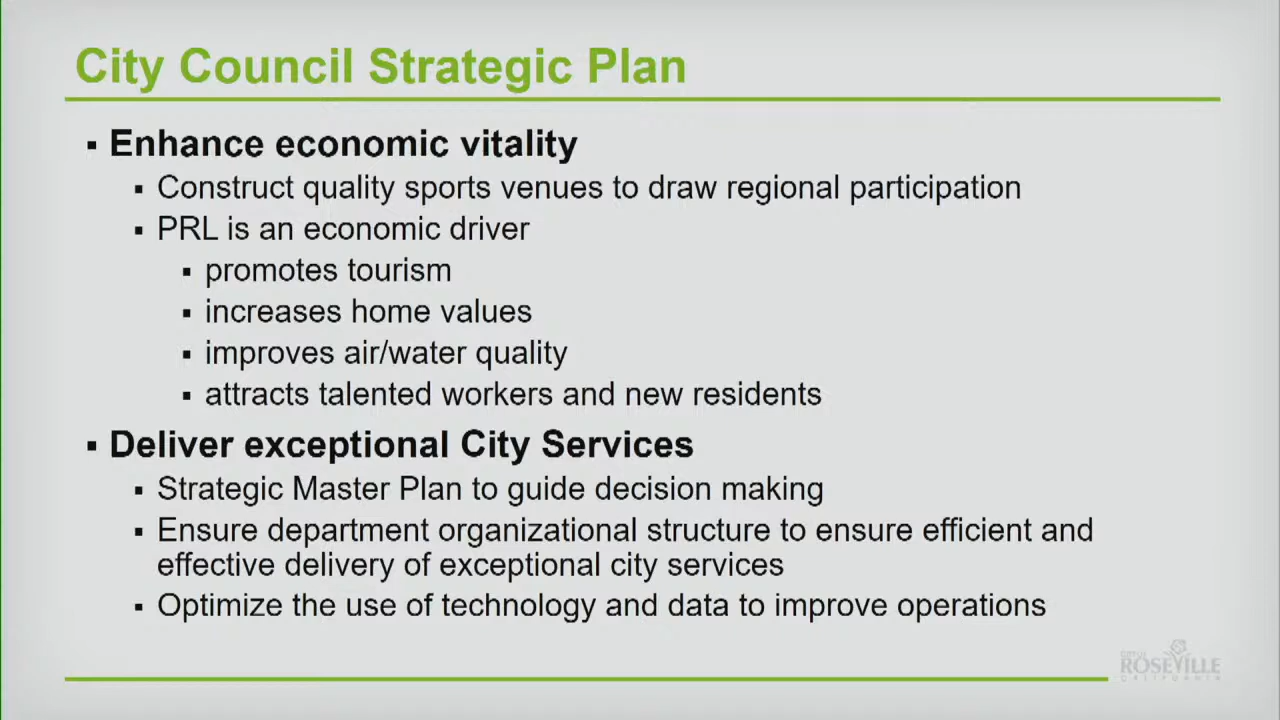 City Council Strategic Plan
▪ Enhance economic vitality
▪ Construct quality sports venues to draw regional participation
▪ PRL is an economic driver
▪ promotes tourism
▪ increases home values
▪ improves air/water quality
▪ attracts talented workers and new residents
▪ Deliver exceptional City Services
▪ Strategic Master Plan to guide decision making
▪ Ensure department organizational structure to ensure efficient and
effective delivery of exceptional city services
▪ Optimize the use of technology and data to improve operations
CITY OF
ROSEVILLE
CALIFORNIA